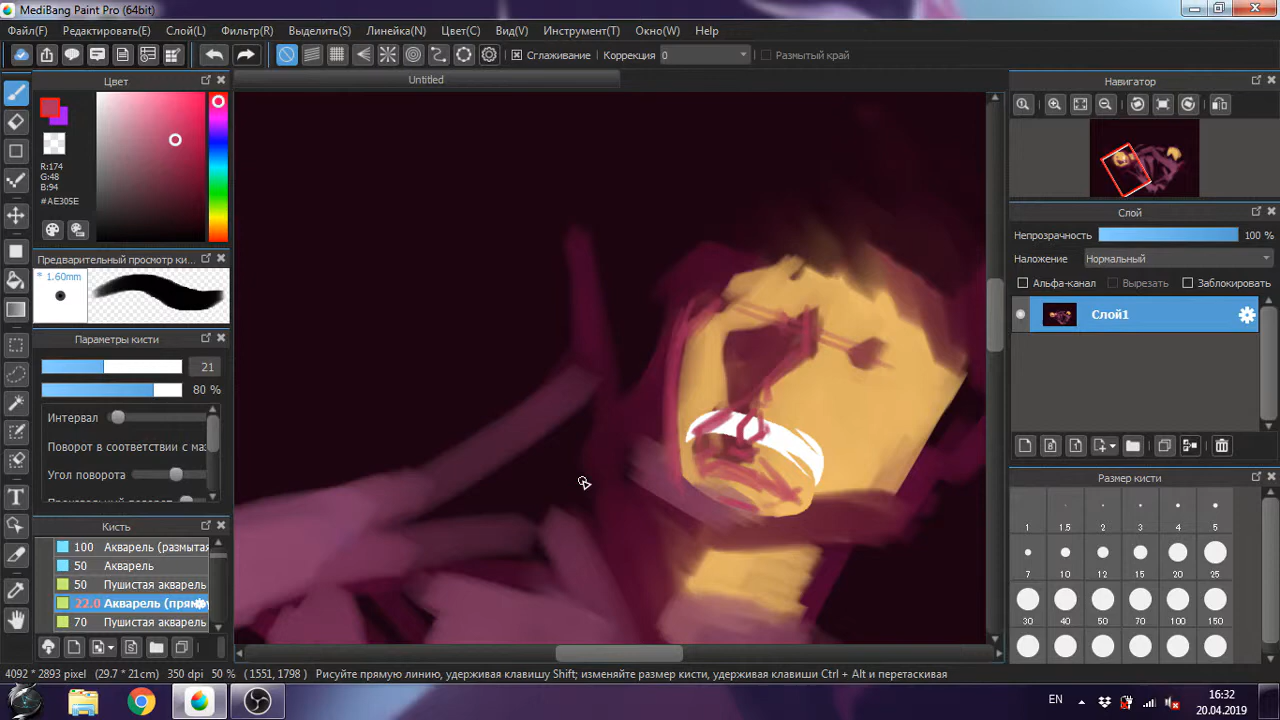 MediBang Paint Pro (64bit)
Файл(F) Редактировать(E) Слой(L) Фильтр(R) Выделить(S) Линейка(N) Цвет(C) Вид(V) Инструмент(T) Окно(W) Help
Сглаживание Коррекция 0 Размытый край
Цвет
Untitled
Навигатор
R:174
G:48
B:94
#AE305E
Слой
Непрозрачность 100 %
Предварительный просмотр ки...
Наложение Нормальный
* 1.60mm
Альфа-канал Вырезать Заблокировать
Слой1
Параметры кисти
21
80 %
Интервал
Поворот в соответствии с маз
Угол поворота
Размер кисти
Кисть
1 1.5 2 3 4 5
100 Акварель (размытая
50 Акварель
7 10 12 15 20 25
50 Пушистая акварель
22.0 Акварель (прям
70 Пушистая акварель
30 40 50 70 100 150
4092 * 2893 pixel (29.7 * 21cm) 350 dpi 50 % (1551, 1798) Рисуйте прямую линию, удерживая клавишу Shift; изменяйте размер кисти, удерживая клавиши Ctrl + Alt и перетаскивая
EN 16:32
20.04.2019